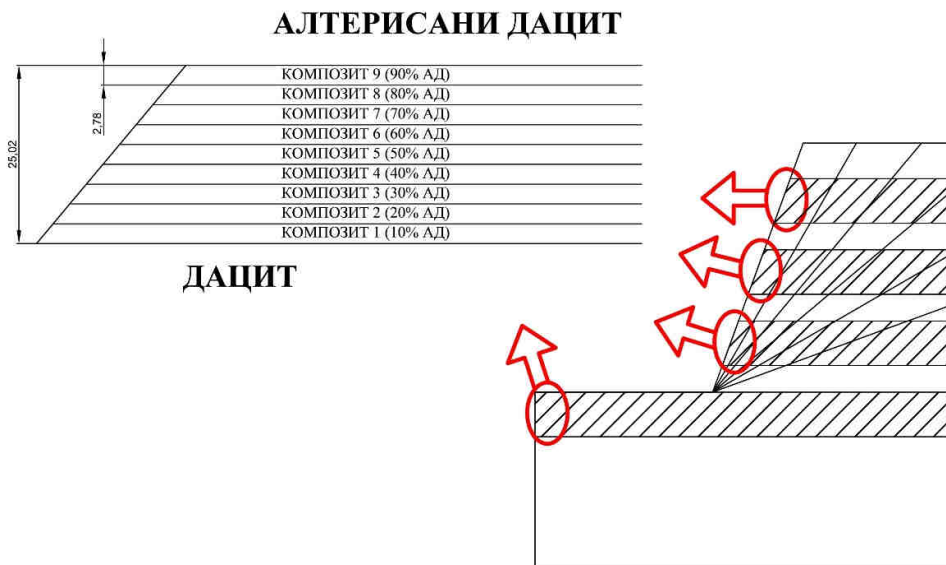 АЛТЕРИСАНИ ДАЦИТ
КОМПОЗИТ 9 (90% АД)
КОМПОЗИТ 8 (80% АД)
КОМПОЗИТ 7 (70% АД)
КОМПОЗИТ 6 (60% АД)
КОМПОЗИТ 5 (50% АД)
КОМПОЗИТ 4 (40% АД)
КОМПОЗИТ 3 (30% АД)
КОМПОЗИТ 2 (20% АД)
КОМПОЗИТ 1 (10% АД)
2,78
25,02
ДАЦИТ